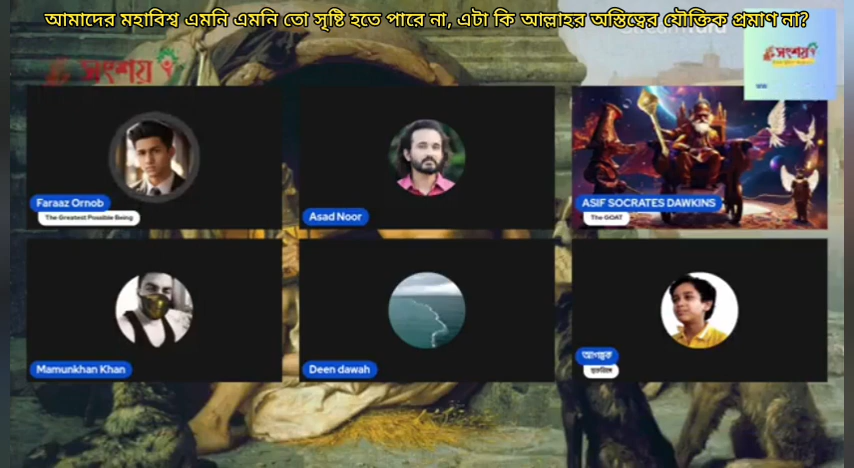 আমাদের মহাবিশ্ব এমনি এমনি তো সৃষ্টি হতে পারে না, এটা কি আল্লাহর অস্তিত্বের যৌক্তিক প্রমাণ না?
সংশয়
সংশয়
Faraaz Ornob
The Greatest Possible Being
Asad Noor
ASIF SOCRATES DAWKINS
The GOAT
Mamunkhan Khan
Deen dawah
আগন্তুক